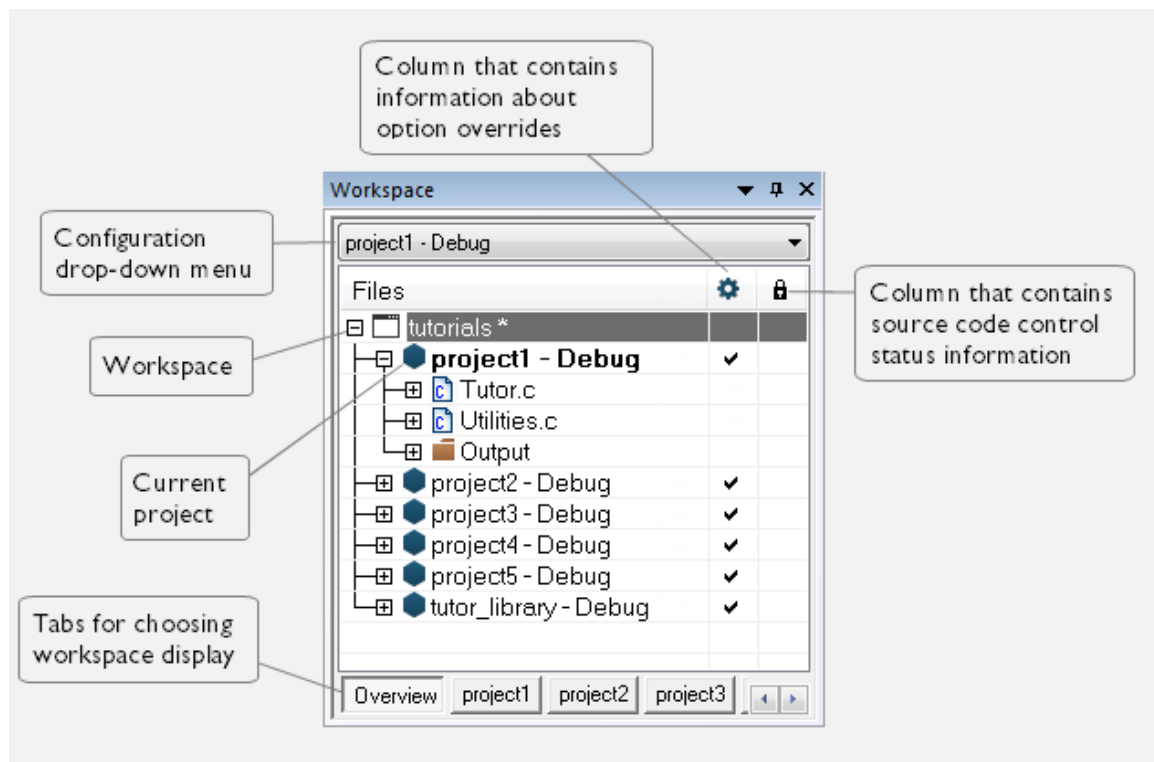 Column that contains
information about
option overrides
Workspace
Configuration
drop-down menu
project1 - Debug
Files
Column that contains
source code control
status information
tutorials *
Workspace
project1 - Debug
Tutor.c
Utilities.c
Output
Current
project
project2 - Debug
project3 - Debug
project4 - Debug
project5 - Debug
tutor_library - Debug
Tabs for choosing
workspace display
Overview project1 project2 project3